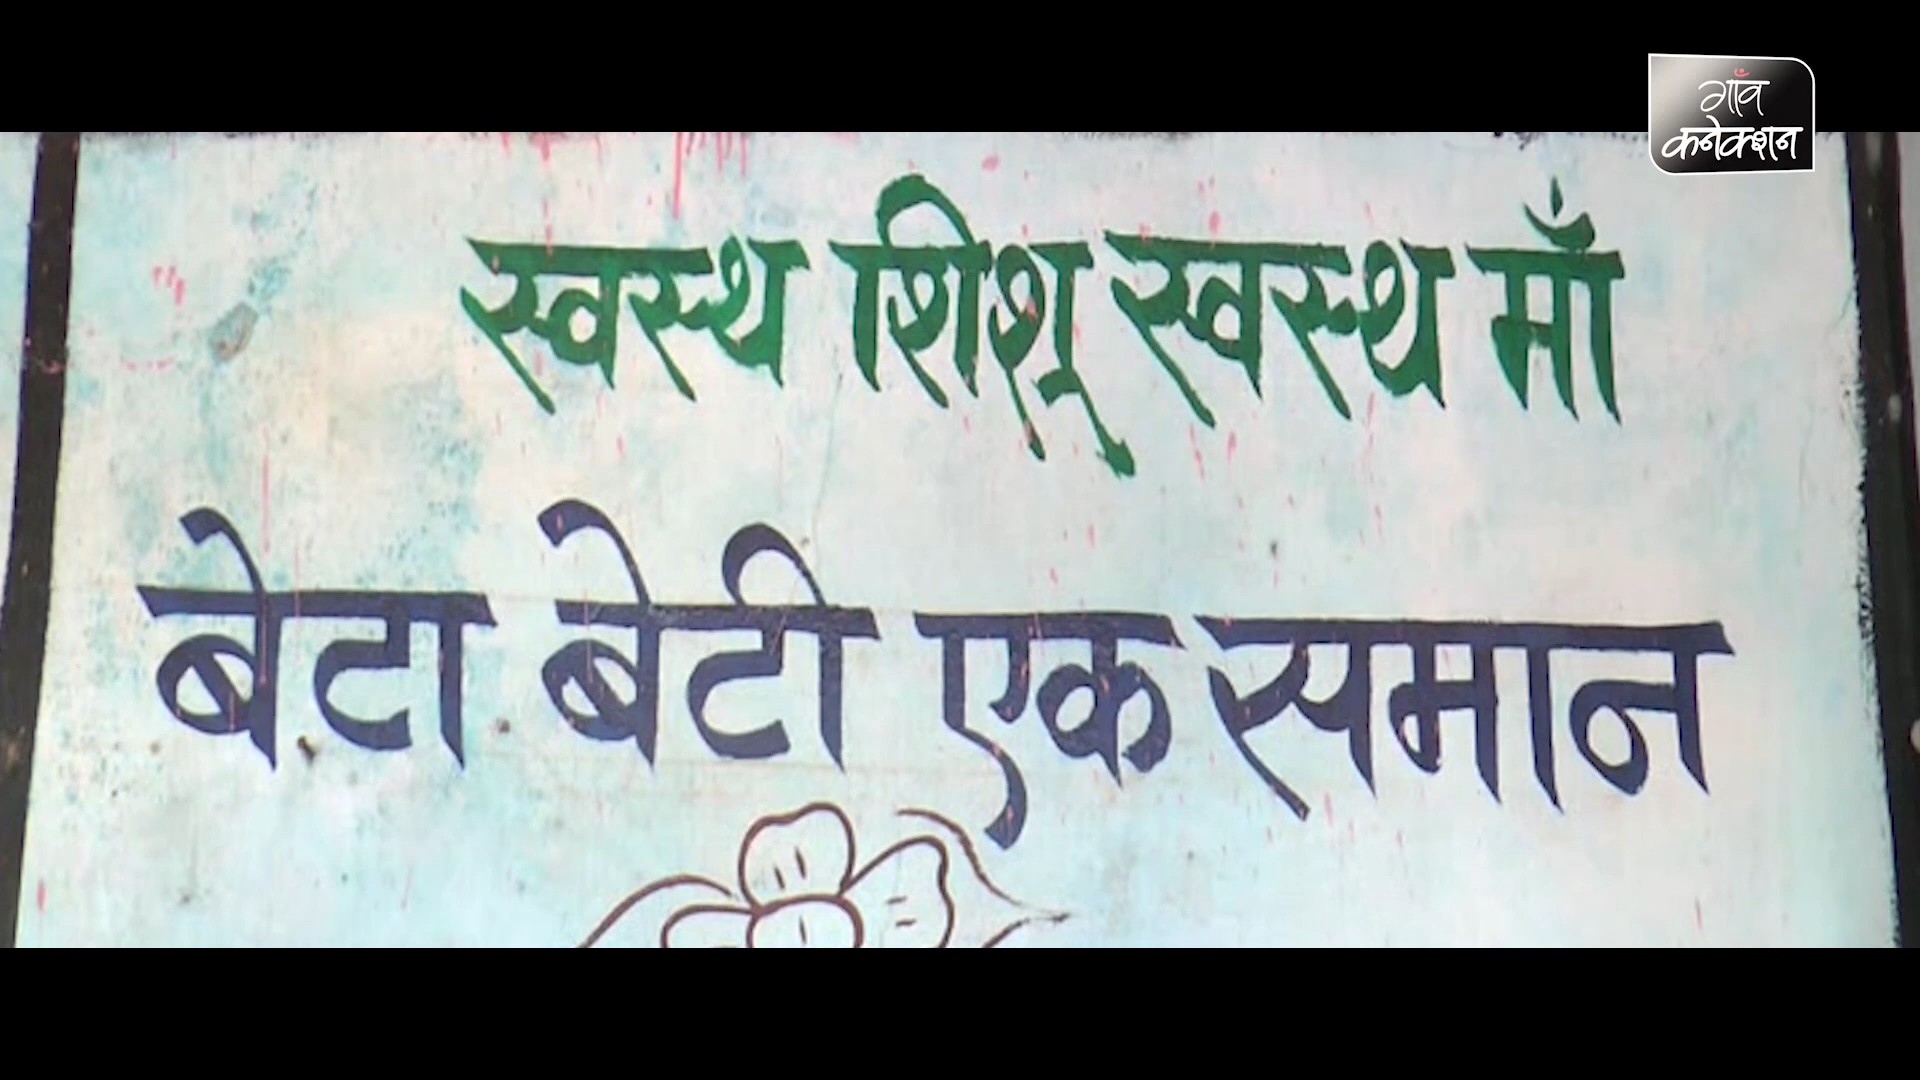 गाँव
कनेक्शन
स्वस्थ शिशु स्वस्थ माँ
बेटा बेटी एक समान